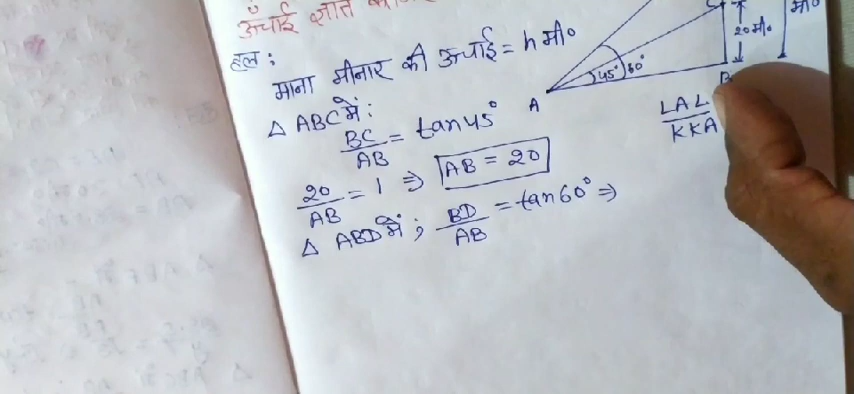 ऊँचाई ज्ञात
हल :
माना मीनार की ऊचाई = h मी०
△ ABC में :
BC/AB = tan45°
20/AB = 1 ⇒ AB = 20
△ ABD में ; BD/AB = tan60° ⇒
A
45° 60°
C
20 मी०
मी०
B
LAL/KKA